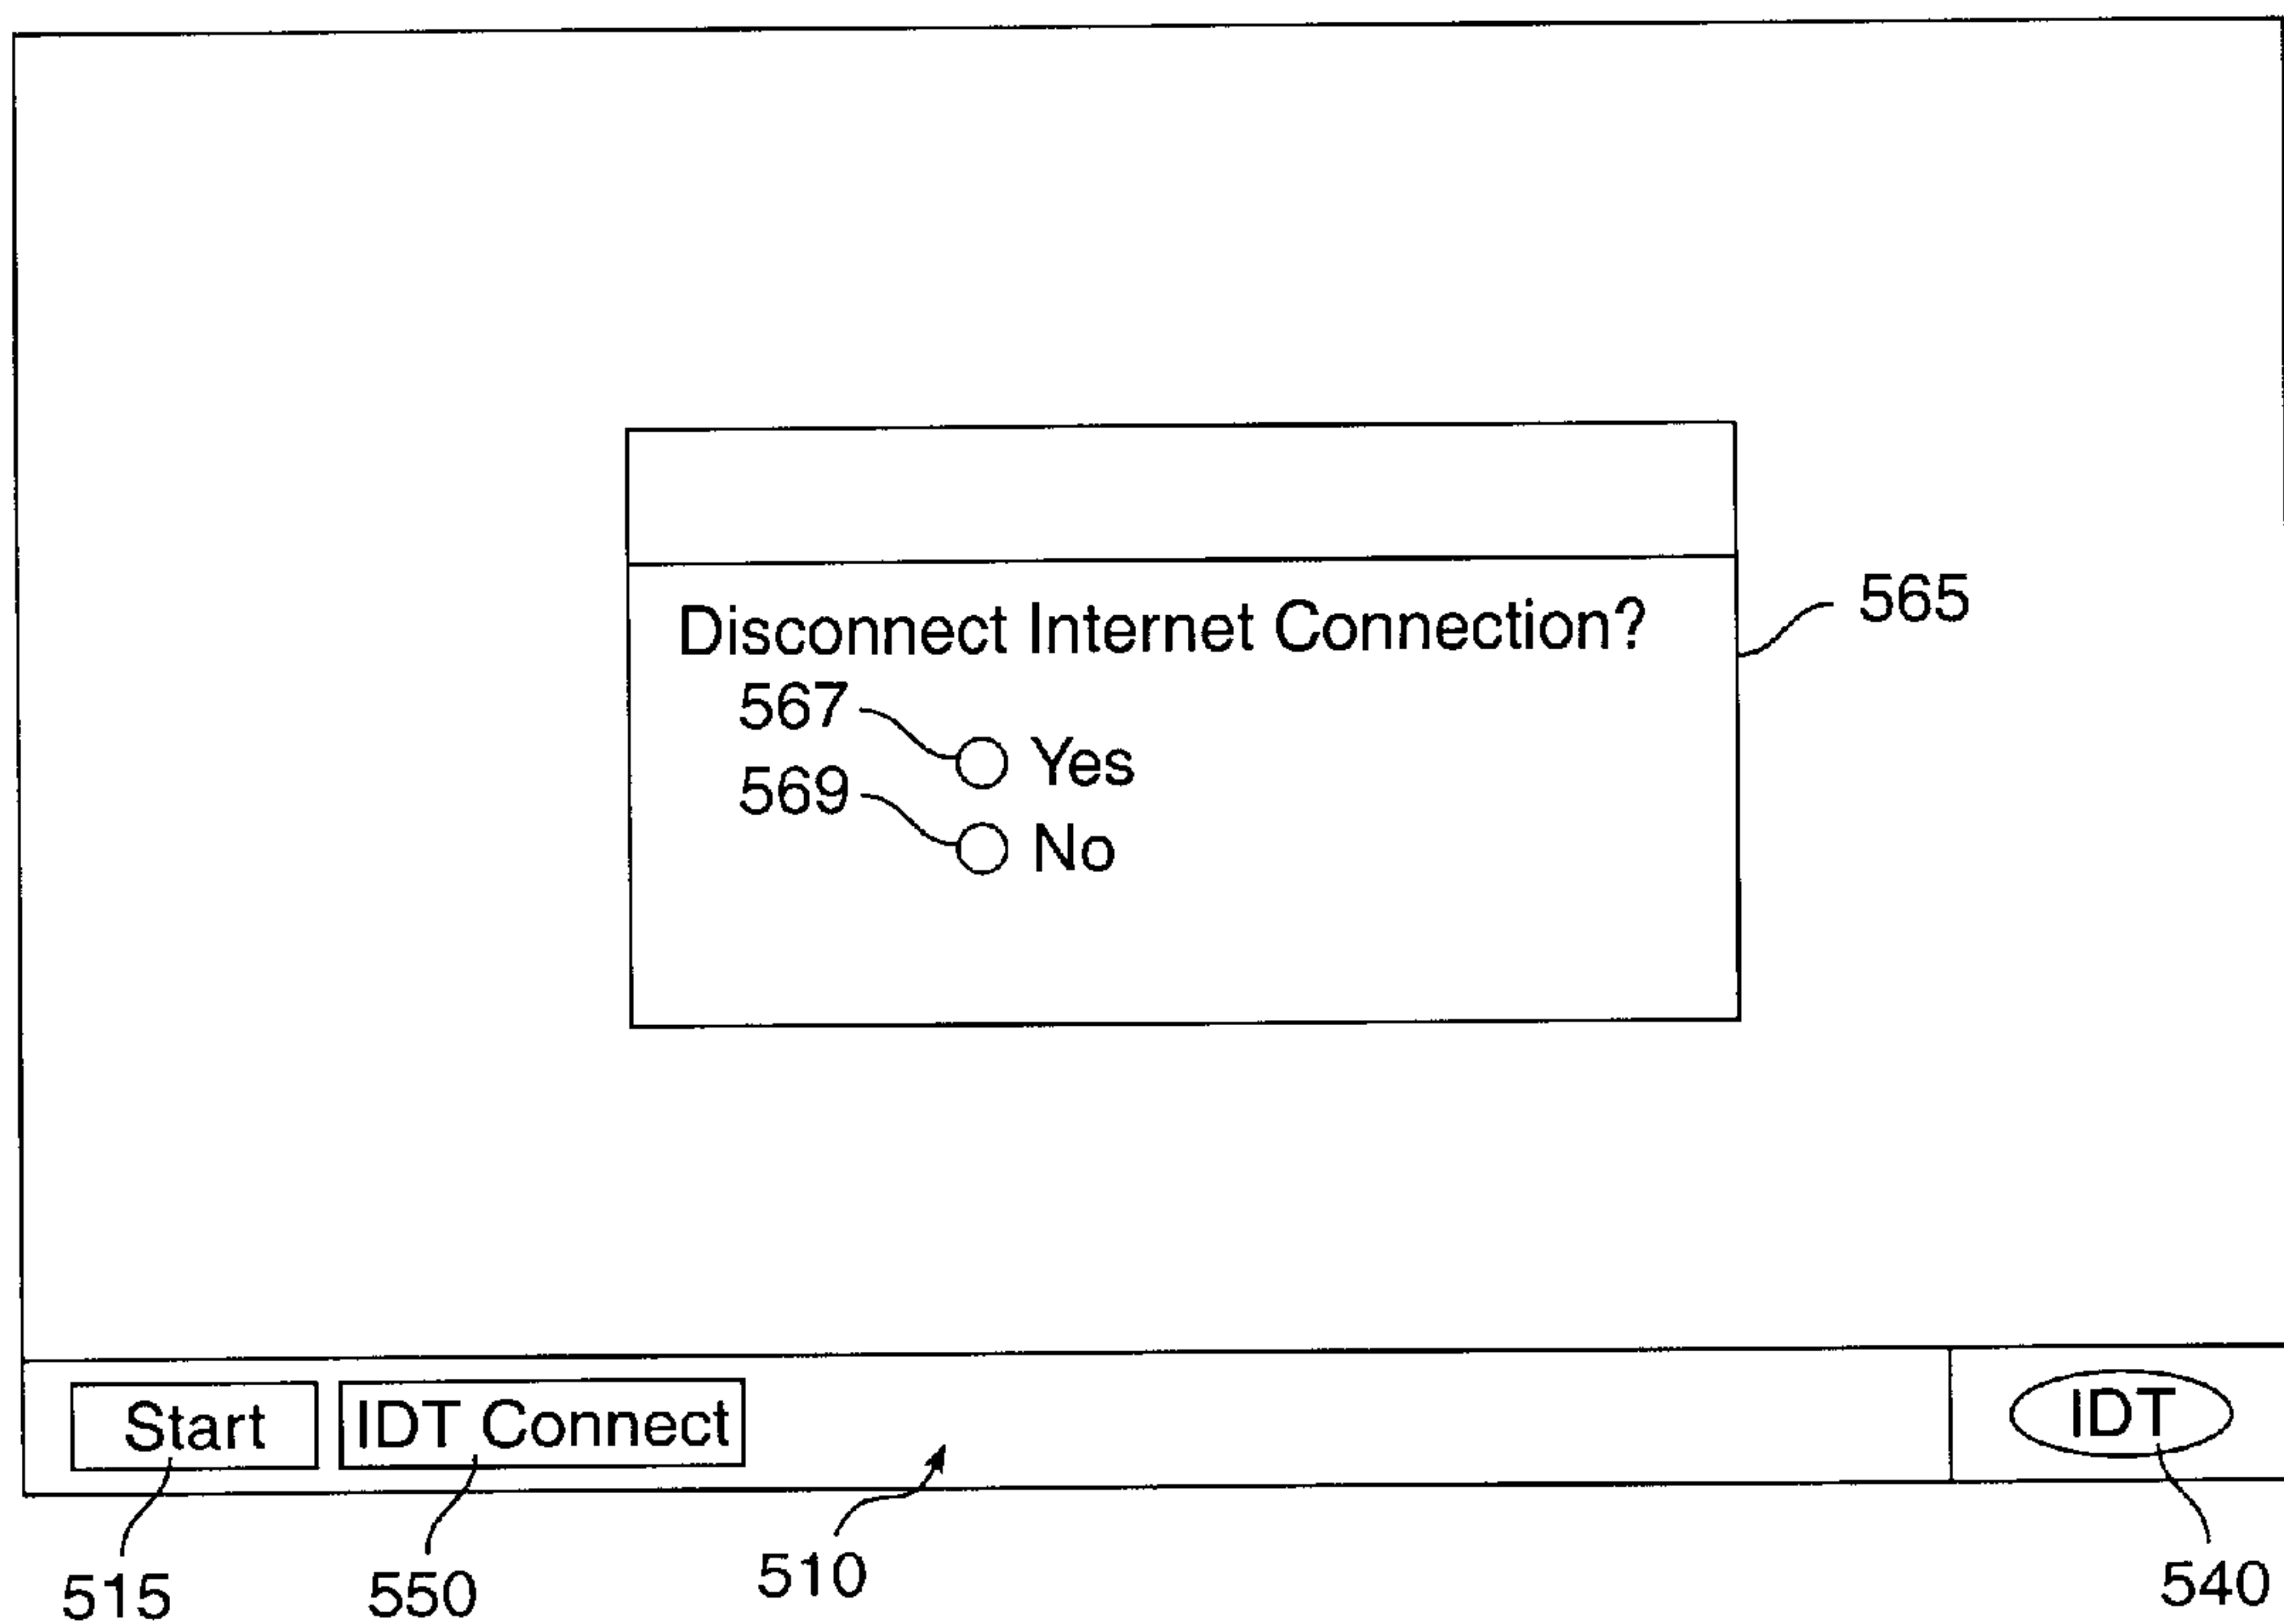 Disconnect Internet Connection?
565
567
Yes
569
No
Start
IDT Connect
IDT
515
550
510
540